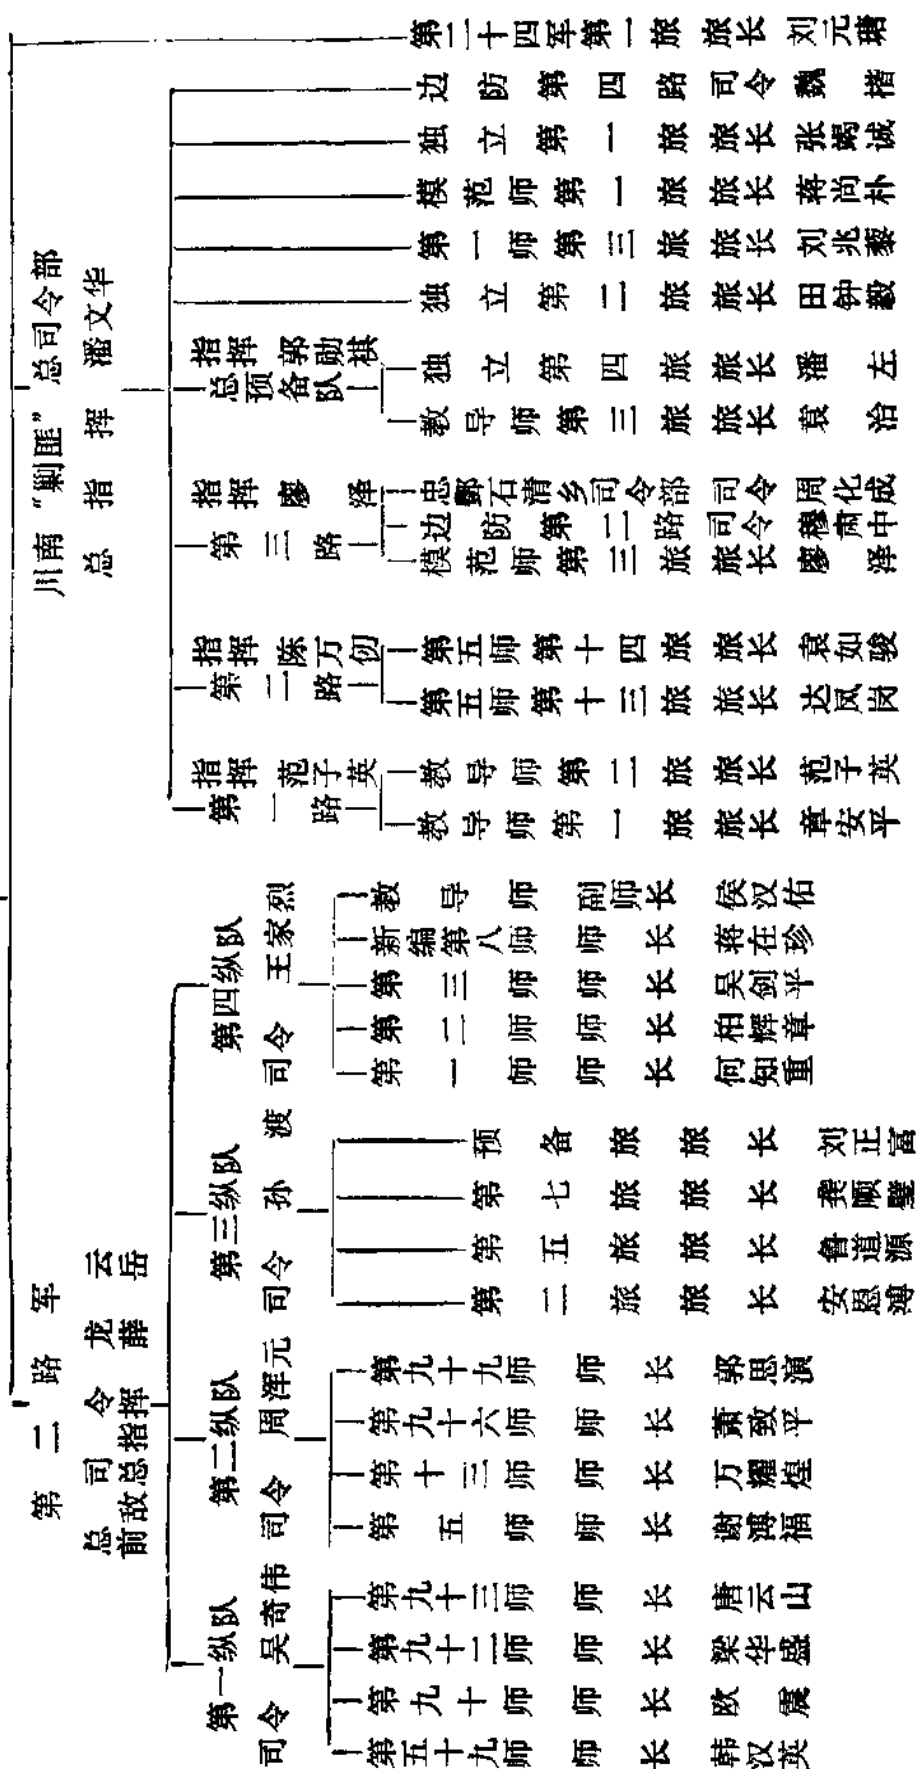 第二路军
总司令 龙云
前敌总指挥 薛岳
第一纵队
司令 吴奇伟
第五十九师师长 韩汉英
第九十师师长 欧震
第九十二师师长 梁华盛
第九十三师师长 唐云山
第二纵队
司令 周浑元
第五师师长 谢溥福
第十三师师长 万耀煌
第九十六师师长 萧致平
第九十九师师长 郭思演
第三纵队
司令 孙渡
第二旅旅长 安恩溥
第五旅旅长 鲁道源
第七旅旅长 龚顺璧
预备旅旅长 刘正富
第四纵队
司令 王家烈
第一师师长 何知重
第二师师长 柏辉章
第三师师长 吴剑平
新编第八师师长 蒋在珍
教导师副师长 侯汉佑
川南“剿匪”总司令部
总指挥 潘文华
第一路
指挥 范子英
教导师第一旅旅长 章安平
教导师第二旅旅长 范子英
第二路
指挥 陈万仞
第五师第十三旅旅长 达凤岗
第五师第十四旅旅长 袁如骏
第三路
指挥 廖泽
模范师第三旅旅长 廖泽
边防第二路司令 穆肃中
忠酆石清乡司令部司令 周化成
总预备队
指挥 郭勋祺
教导师第三旅旅长 袁治
独立第四旅旅长 潘左
独立第二旅旅长 田钟毅
第一师第三旅旅长 刘兆藜
模范师第一旅旅长 蒋尚朴
独立第一旅旅长 张竭诚
边防第四路司令 魏楷
第二十四军第一旅旅长 刘元瑭